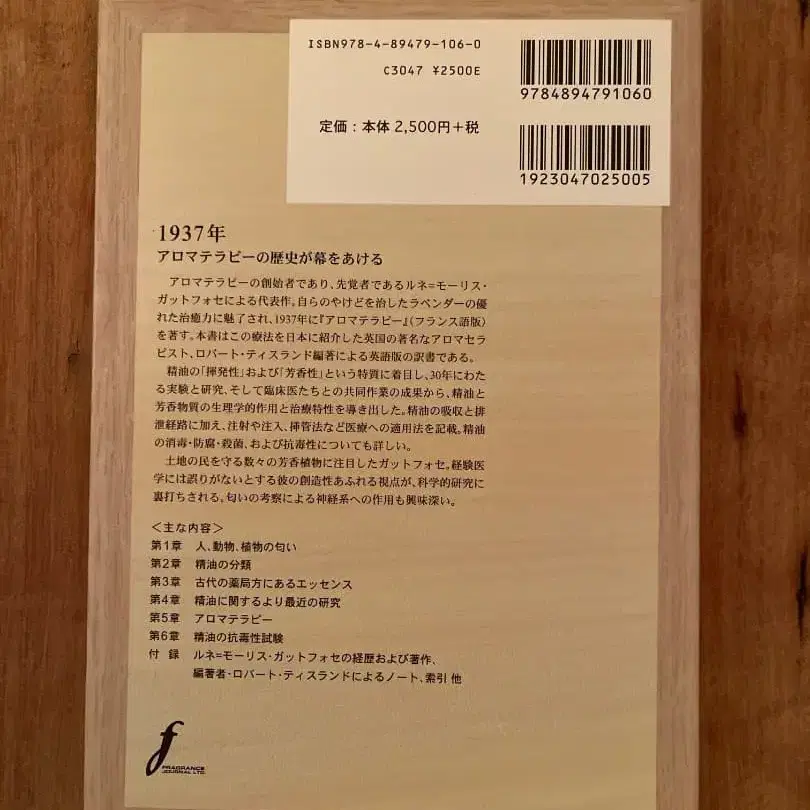 ISBN978-4-89479-106-0
C3047 ¥2500E
定価：本体 2,500円＋税
9784894791060
1923047025005
1937年
アロマテラピーの歴史が幕をあける
アロマテラピーの創始者であり、先覚者であるルネ=モーリス・
ガットフォセによる代表作。自らのやけどを治したラベンダーの優
れた治癒力に魅了され、1937年に『アロマテラピー』（フランス語版）
を著す。本書はこの療法を日本に紹介した英国の著名なアロマセラ
ピスト、ロバート・ティスランド編著による英語版の訳書である。
精油の「揮発性」および「芳香性」という特質に着目し、30年にわた
る実験と研究、そして臨床医たちとの共同作業の成果から、精油と
芳香物質の生理学的作用と治療特性を導き出した。精油の吸収と排
泄経路に加え、注射や注入、挿管法など医療への適用法を記載。精油
の消毒・防腐・殺菌、および抗毒性についても詳しい。
土地の民を守る数々の芳香植物に注目したガットフォセ。経験医
学には誤りがないとする彼の創造性あふれる視点が、科学的研究に
裏打ちされる。匂いの考察による神経系への作用も興味深い。
＜主な内容＞
第1章 人、動物、植物の匂い
第2章 精油の分類
第3章 古代の薬局方にあるエッセンス
第4章 精油に関するより最近の研究
第5章 アロマテラピー
第6章 精油の抗毒性試験
付 録 ルネ=モーリス・ガットフォセの経歴および著作、
編著者・ロバート・ティスランドによるノート、索引 他
f
FRAGRANCE
JOURNAL LTD.